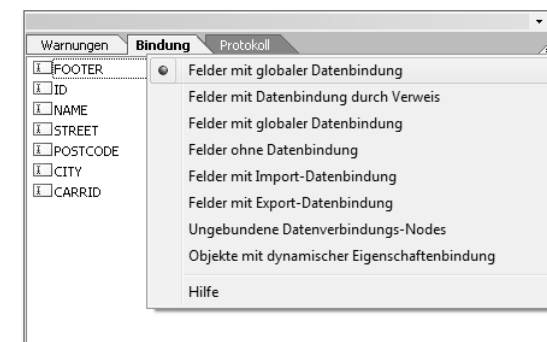 Warnungen Bindung Protokoll
FOOTER
ID
NAME
STREET
POSTCODE
CITY
CARRID
Felder mit globaler Datenbindung
Felder mit Datenbindung durch Verweis
Felder mit globaler Datenbindung
Felder ohne Datenbindung
Felder mit Import-Datenbindung
Felder mit Export-Datenbindung
Ungebundene Datenverbindungs-Nodes
Objekte mit dynamischer Eigenschaftenbindung
Hilfe